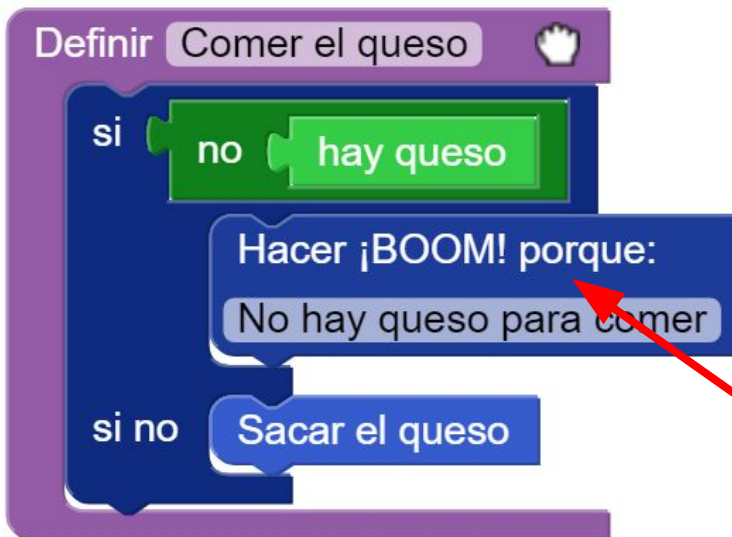 Definir Comer el queso
si no hay queso
Hacer ¡BOOM! porque:
No hay queso para comer
si no Sacar el queso